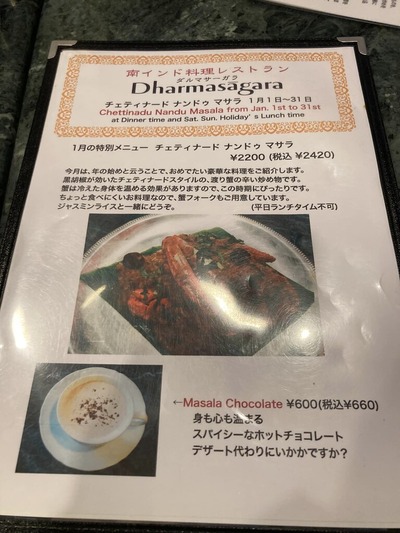 南インド料理レストラン
ダルマサーガラ
Dharmasagara
チェティナード ナンドゥ マサラ 1月1日〜31日
Chettinadu Nandu Masala from Jan. 1st to 31st
at Dinner time and Sat. Sun. Holiday's Lunch time
1月の特別メニュー チェティナード ナンドゥ マサラ
¥2200 (税込 ¥2420)
今月は、年の始めと云うことで、おめでたい豪華な料理をご紹介します。
黒胡椒が効いたチェティナードスタイルの、渡り蟹の辛い炒め物です。
蟹は冷えた身体を温める効果がありますので、この時期にぴったりです。
ちょっと食べにくいお料理なので、蟹フォークもご用意しています。
ジャスミンライスと一緒にどうぞ。 (平日ランチタイム不可)
←Masala Chocolate ¥600(税込¥660)
身も心も温まる
スパイシーなホットチョコレート
デザート代わりにいかがですか?